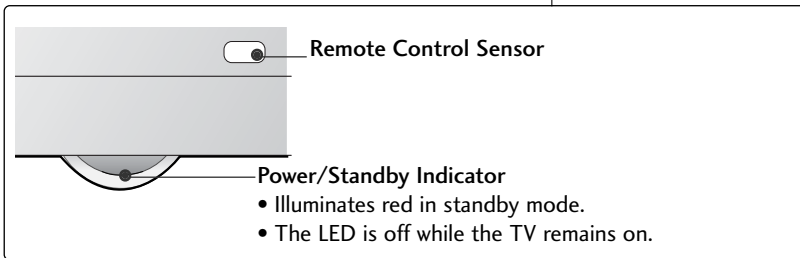 Remote Control Sensor
Power/Standby Indicator
• Illuminates red in standby mode.
• The LED is off while the TV remains on.